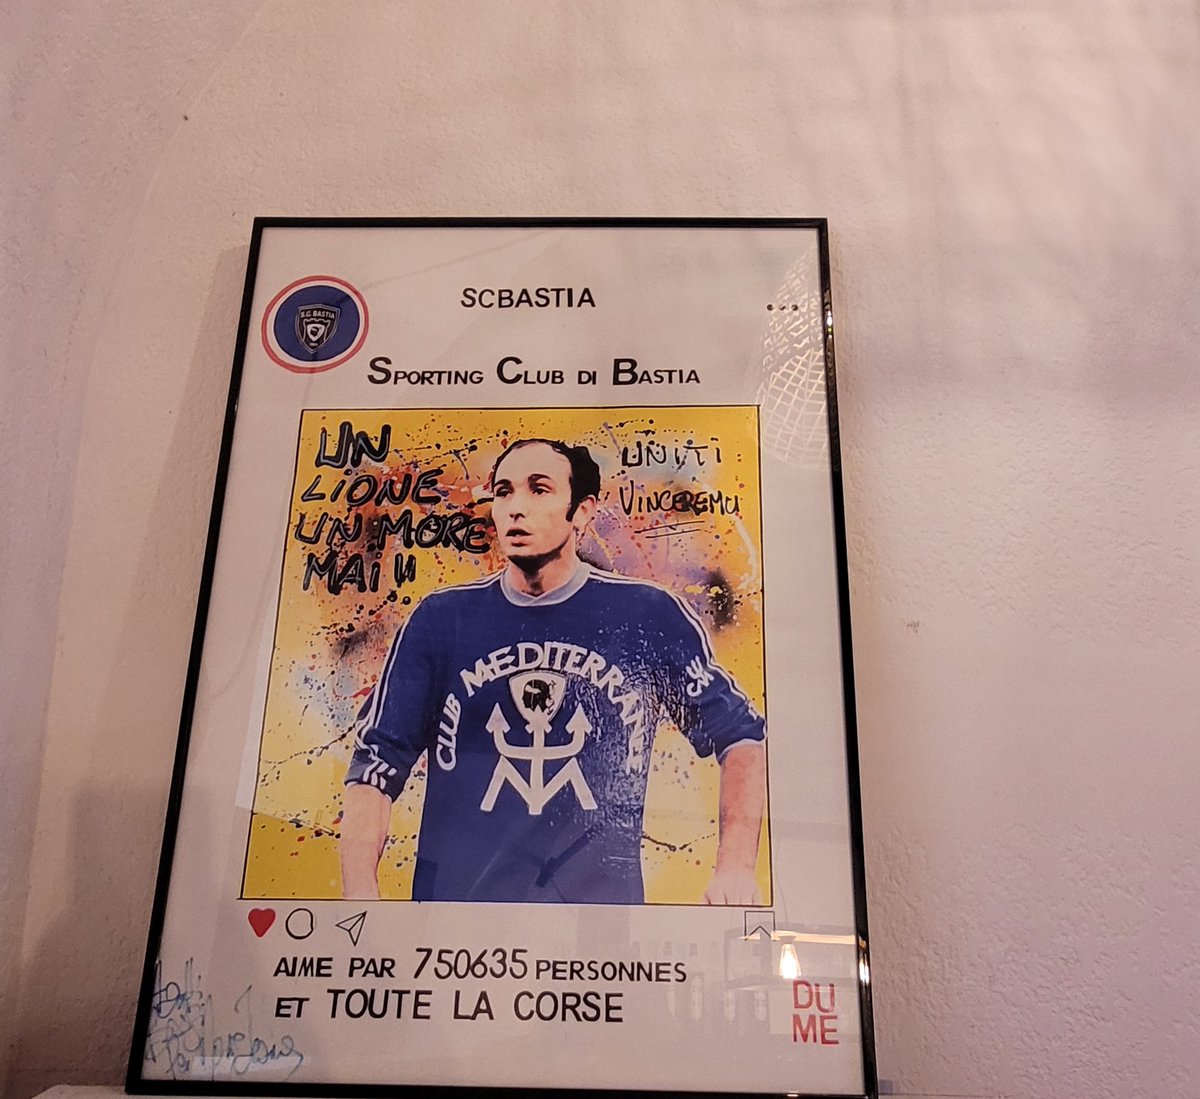 SCBASTIA
S.C. BASTIA
SPORTING CLUB DI BASTIA
UN
LIONE
UN MORE
MAI !!
UNITI
VINCEREMU
CLUB MEDITERRANEE
AIME PAR 750635 PERSONNES
ET TOUTE LA CORSE
DU
ME